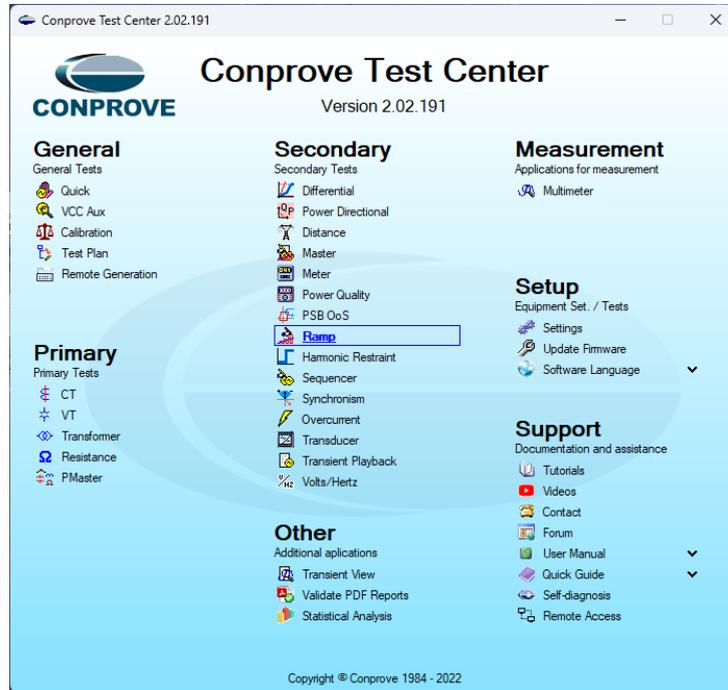 Conprove Test Center 2.02.191
CONPROVE
Conprove Test Center
Version 2.02.191
General
General Tests
Quick
VCC Aux
Calibration
Test Plan
Remote Generation
Primary
Primary Tests
CT
VT
Transformer
Resistance
PMaster
Secondary
Secondary Tests
Differential
Power Directional
Distance
Master
Meter
Power Quality
PSB OoS
Ramp
Harmonic Restraint
Sequencer
Synchronism
Overcurrent
Transducer
Transient Playback
Volts/Hertz
Other
Additional aplications
Transient View
Validate PDF Reports
Statistical Analysis
Measurement
Applications for measurement
Multimeter
Setup
Equipment Set. / Tests
Settings
Update Firmware
Software Language
Support
Documentation and assistance
Tutorials
Videos
Contact
Forum
User Manual
Quick Guide
Self-diagnosis
Remote Access
Copyright © Conprove 1984 - 2022